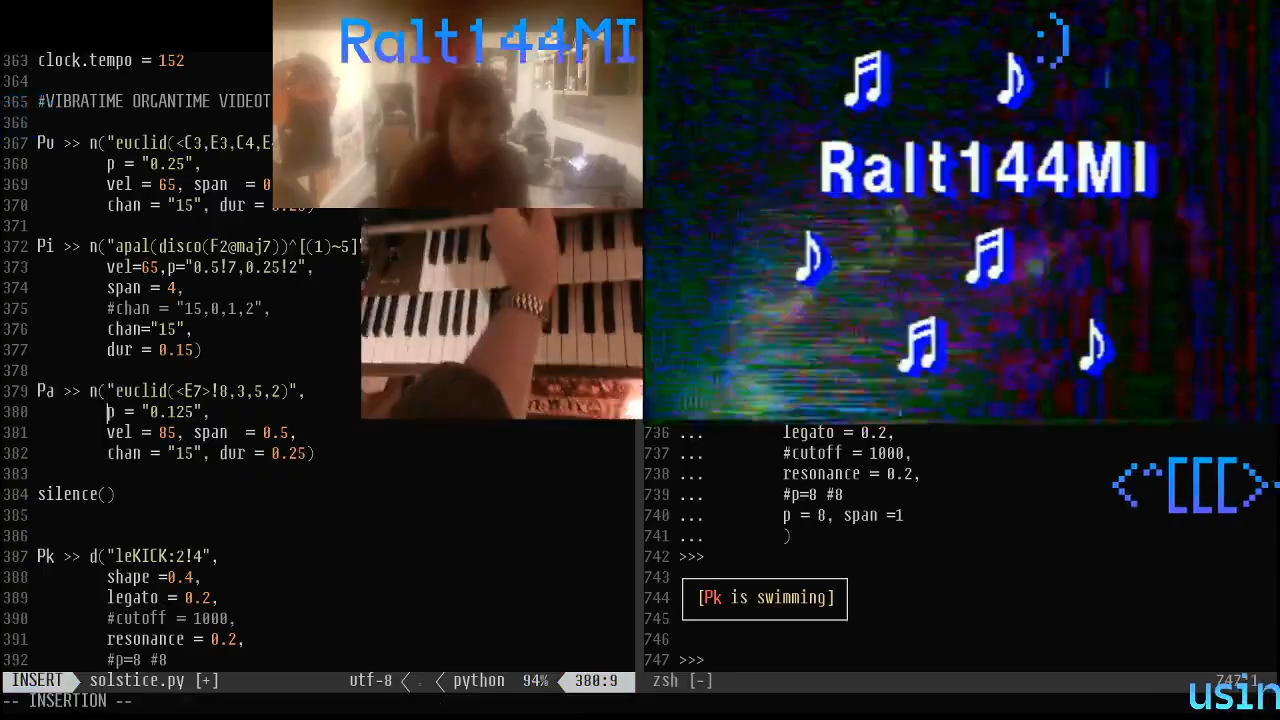 363 clock.tempo = 152
364
365 #VIBRATIME ORGANTIME VIDEOT
366
367 Pu >> n("euclid(<C3,E3,C4,E
368 p = "0.25",
369 vel = 65, span = 0
370 chan = "15", dur = 0.25)
371
372 Pi >> n("apal(disco(F2@maj7))^[(1)~5]"
373 vel=65,p="0.5!7,0.25!2",
374 span = 4,
375 #chan = "15,0,1,2",
376 chan="15",
377 dur = 0.15)
378
379 Pa >> n("euclid(<E7>!8,3,5,2)",
380 p = "0.125",
381 vel = 85, span = 0.5,
382 chan = "15", dur = 0.25)
383
384 silence()
385
386
387 Pk >> d("leKICK:2!4",
388 shape =0.4,
389 legato = 0.2,
390 #cutoff = 1000,
391 resonance = 0.2,
392 #p=8 #8
INSERT solstice.py [+] utf-8 < . < python 94% 380:9
-- INSERTION --
Ralt144MI
:)
Ralt144MI
736 ... legato = 0.2,
737 ... #cutoff = 1000,
738 ... resonance = 0.2,
739 ... #p=8 #8
740 ... p = 8, span =1
741 ... )
742 >>>
743
744 [Pk is swimming]
745
746
747 >>>
<^[[[>
zsh [-] 747:1
usin